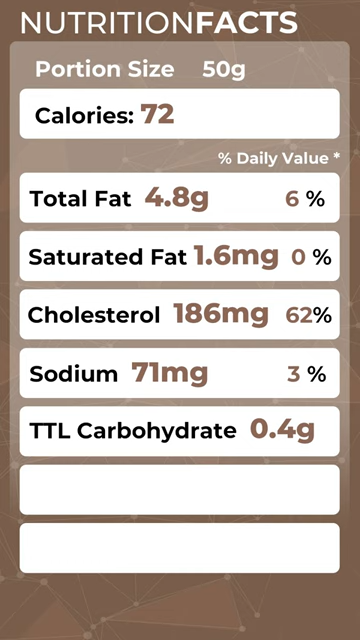 NUTRITIONFACTS
Portion Size 50g
Calories: 72
% Daily Value *
Total Fat 4.8g 6 %
Saturated Fat 1.6mg 0 %
Cholesterol 186mg 62%
Sodium 71mg 3 %
TTL Carbohydrate 0.4g